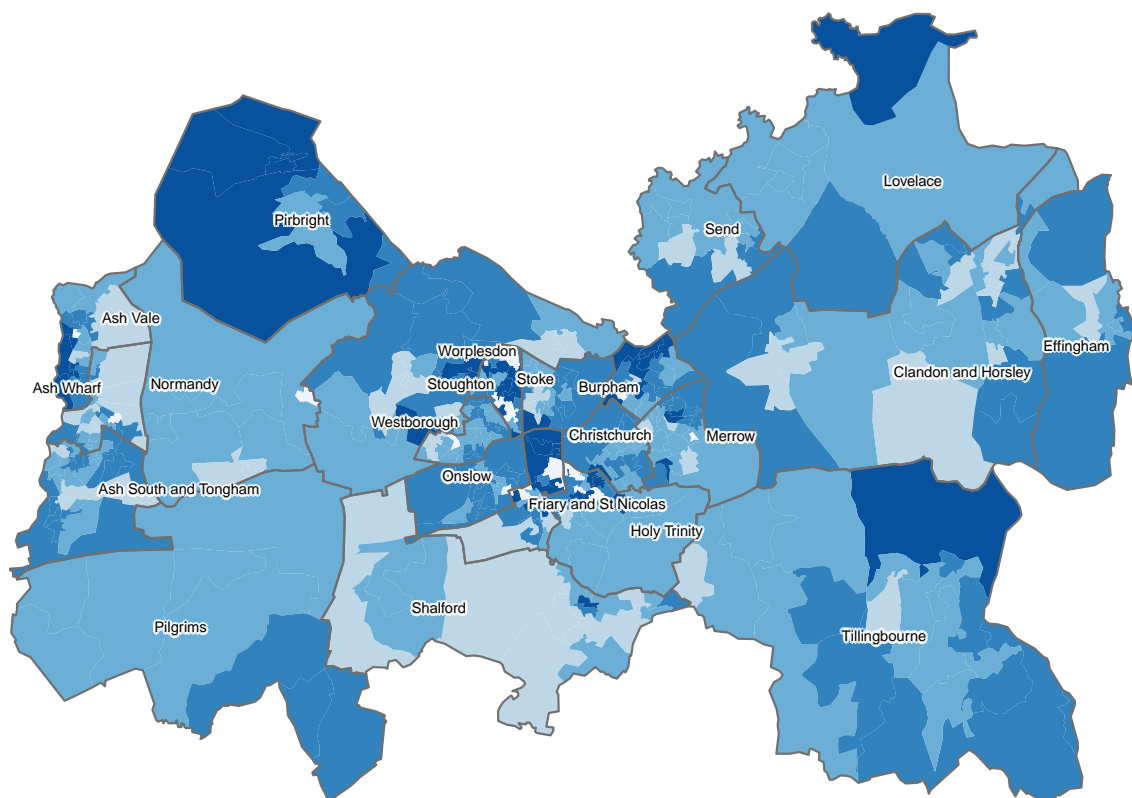 Lovelace
Pirbright
Send
Ash Vale
Effingham
Worplesdon
Clandon and Horsley
Stoke
Ash Wharf
Normandy
Stoughton
Burpham
Westborough
Christchurch
Merrow
Onslow
Ash South and Tongham
Friary and St Nicolas
Holy Trinity
Shalford
Pilgrims
Tillingbourne